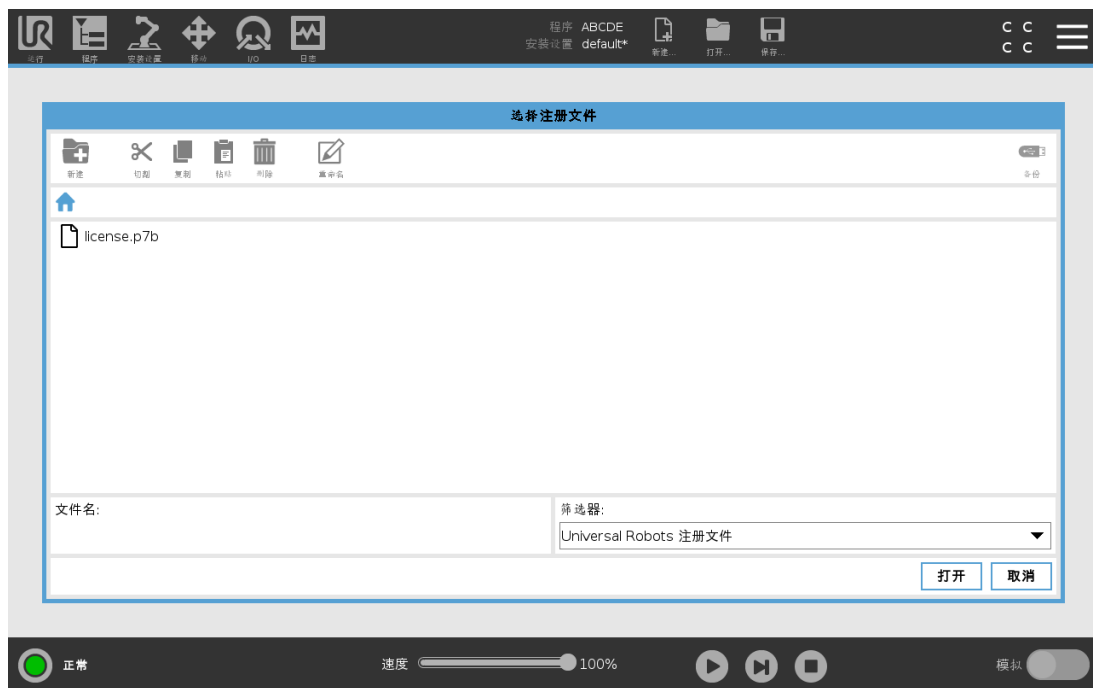 UR
程序 ABCDE
安装设置 default*
运行
程序
安装设置
移动
I/O
日志
新建...
打开...
保存...
C C
C C
选择注册文件
新建
切割
复制
粘贴
删除
重命名
备份
license.p7b
文件名:
筛选器:
Universal Robots 注册文件
打开
取消
正常
速度
100%
模拟